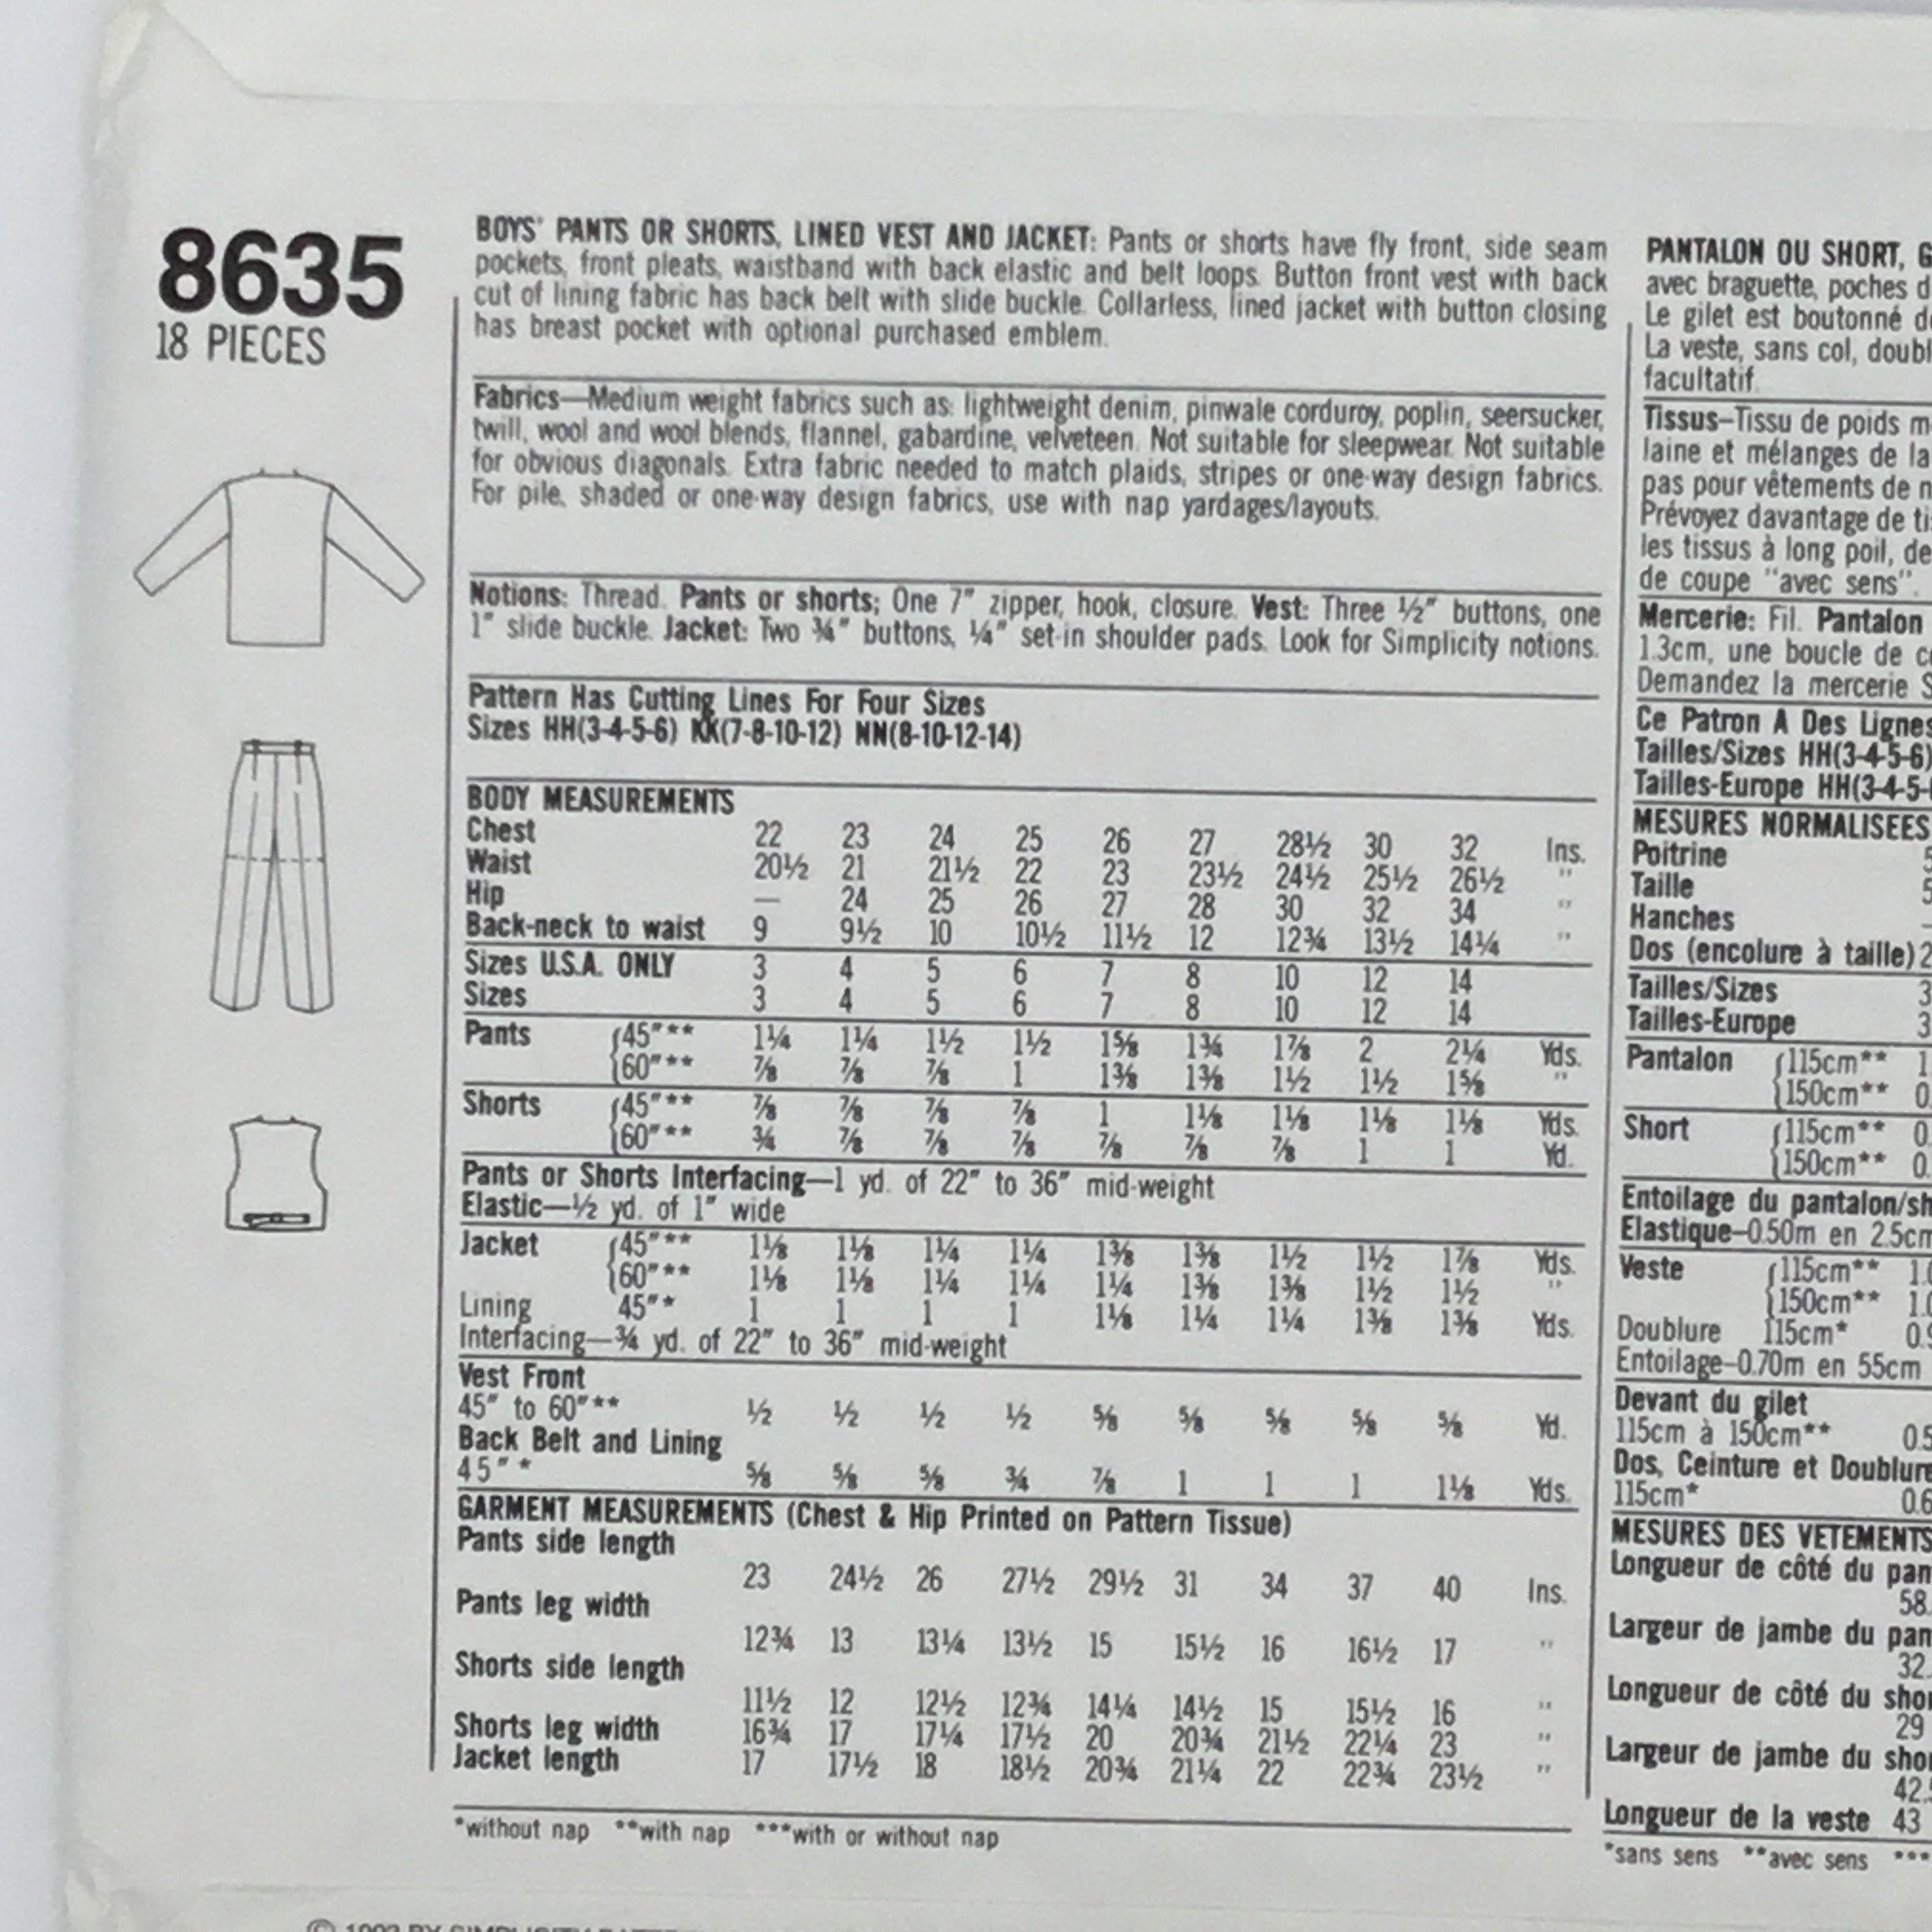 8635
18 PIECES
BOYS' PANTS OR SHORTS, LINED VEST AND JACKET: Pants or shorts have fly front, side seam
pockets, front pleats, waistband with back elastic and belt loops. Button front vest with back
cut of lining fabric has back belt with slide buckle. Collarless, lined jacket with button closing
has breast pocket with optional purchased emblem.
Fabrics—Medium weight fabrics such as: lightweight denim, pinwale corduroy, poplin, seersucker,
twill, wool and wool blends, flannel, gabardine, velveteen. Not suitable for sleepwear. Not suitable
for obvious diagonals. Extra fabric needed to match plaids, stripes or one-way design fabrics.
For pile, shaded or one-way design fabrics, use with nap yardages/layouts.
Notions: Thread. Pants or shorts; One 7" zipper, hook, closure. Vest: Three ½" buttons, one
1" slide buckle. Jacket: Two ¾" buttons, ¼" set-in shoulder pads. Look for Simplicity notions.
Pattern Has Cutting Lines For Four Sizes
Sizes HH(3-4-5-6) KK(7-8-10-12) NN(8-10-12-14)
BODY MEASUREMENTS
Chest 22 23 24 25 26 27 28½ 30 32 Ins.
Waist 20½ 21 21½ 22 23 23½ 24½ 25½ 26½ "
Hip — 24 25 26 27 28 30 32 34 "
Back-neck to waist 9 9½ 10 10½ 11½ 12 12¾ 13½ 14¼ "
Sizes U.S.A. ONLY 3 4 5 6 7 8 10 12 14
Sizes 3 4 5 6 7 8 10 12 14
Pants 45"** 1¼ 1¼ 1½ 1½ 1⅝ 1¾ 1⅞ 2 2¼ Yds.
60"** ⅞ ⅞ ⅞ 1 1⅜ 1⅜ 1½ 1½ 1⅝ "
Shorts 45"** ⅞ ⅞ ⅞ ⅞ 1 1⅛ 1⅛ 1⅛ 1⅛ Yds.
60"** ¾ ⅞ ⅞ ⅞ ⅞ ⅞ ⅞ 1 1 Yd.
Pants or Shorts Interfacing—1 yd. of 22" to 36" mid-weight
Elastic—½ yd. of 1" wide
Jacket 45"** 1⅛ 1⅛ 1¼ 1¼ 1⅜ 1⅜ 1½ 1½ 1⅞ Yds.
60"** 1⅛ 1⅛ 1¼ 1¼ 1¼ 1⅜ 1⅜ 1½ 1½ "
Lining 45"* 1 1 1 1 1⅛ 1¼ 1¼ 1⅜ 1⅜ Yds.
Interfacing—¾ yd. of 22" to 36" mid-weight
Vest Front
45" to 60"** ½ ½ ½ ½ ⅝ ⅝ ⅝ ⅝ ⅝ Yd.
Back Belt and Lining
45"* ⅝ ⅝ ⅝ ¾ ⅞ 1 1 1 1⅛ Yds.
GARMENT MEASUREMENTS (Chest & Hip Printed on Pattern Tissue)
Pants side length
23 24½ 26 27½ 29½ 31 34 37 40 Ins.
Pants leg width
12¾ 13 13¼ 13½ 15 15½ 16 16½ 17 "
Shorts side length
11½ 12 12½ 12¾ 14¼ 14½ 15 15½ 16 "
Shorts leg width 16¾ 17 17¼ 17½ 20 20¾ 21½ 22¼ 23 "
Jacket length 17 17½ 18 18½ 20¾ 21¼ 22 22¾ 23½ "
*without nap **with nap ***with or without nap
PANTALON OU SHORT,
avec braguette, poches
Le gilet est boutonné
La veste, sans col,
facultatif.
Tissus—Tissu de poids
laine et mélanges de
pas pour vêtements de
Prévoyez davantage de
les tissus à long poil,
de coupe "avec sens".
Mercerie: Fil. Pantalon
1.3cm, une boucle de
Demandez la mercerie
Ce Patron A Des Lignes
Tailles/Sizes HH(3-4-5-6)
Tailles-Europe HH(3-4-5-
MESURES NORMALISEES
Poitrine
Taille
Hanches
Dos (encolure à taille)
Tailles/Sizes 3
Tailles-Europe 3
Pantalon 115cm**
150cm**
Short 115cm**
150cm**
Entoilage du
Elastique—0.50m en 2.5cm
Veste 115cm**
150cm**
Doublure 115cm*
Entoilage—0.70m en 55cm
Devant du gilet
115cm à 150cm**
Dos, Ceinture et Doublure
115cm*
MESURES DES VETEMENTS
Longueur de côté du
58.
Largeur de jambe du
32.
Longueur de côté du
29
Largeur de jambe du
42.
Longueur de la veste 43
*sans sens **avec sens ***